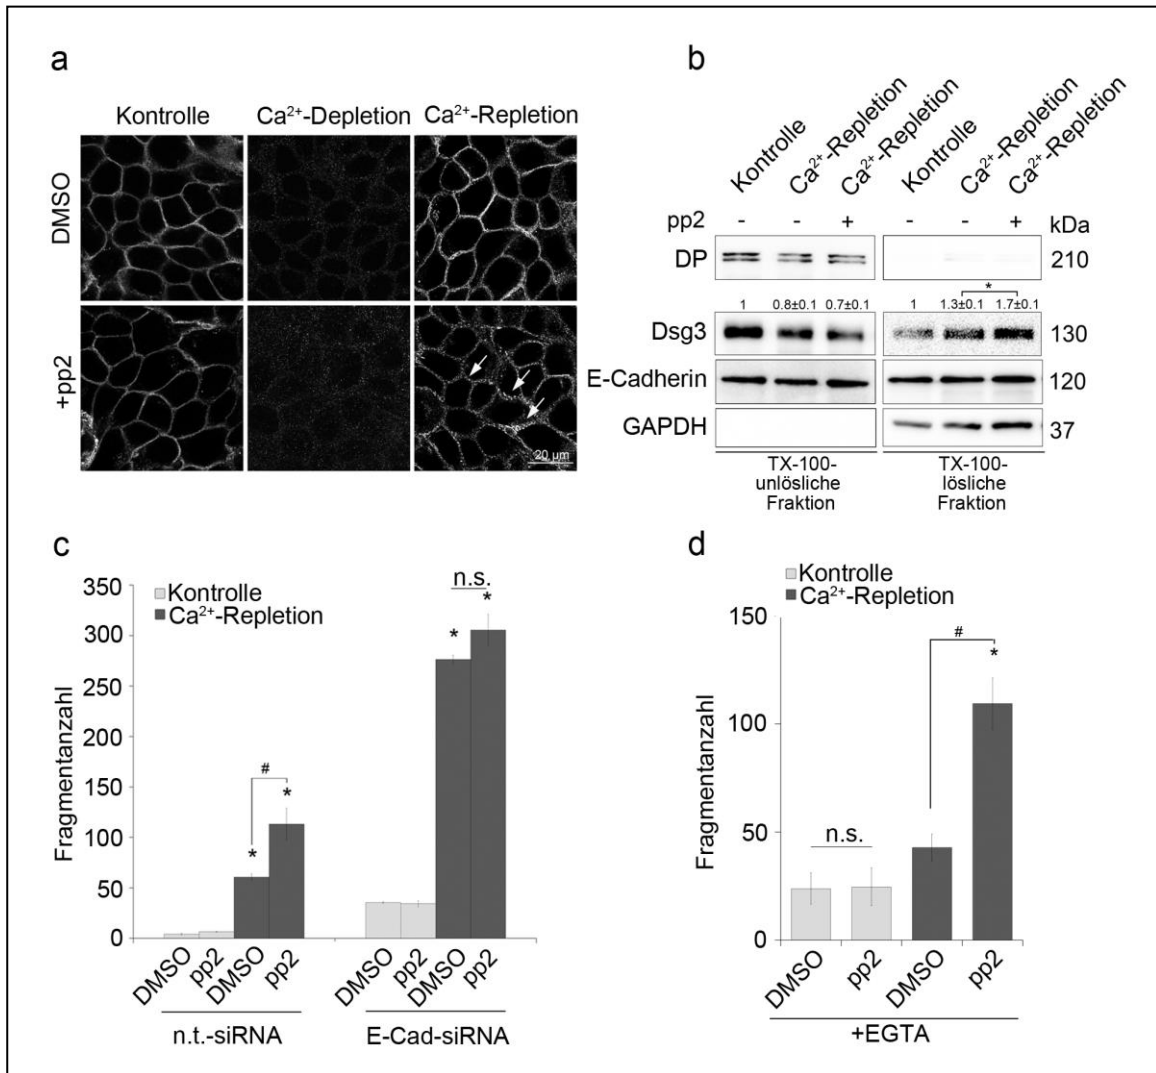 a
Kontrolle Ca²⁺-Depletion Ca²⁺-Repletion
DMSO
+pp2
20 µm
b
Kontrolle Ca²⁺-Repletion Ca²⁺-Repletion Kontrolle Ca²⁺-Repletion Ca²⁺-Repletion
pp2 - - + - - + kDa
DP 210
*
1 0.8±0.1 0.7±0.1 1 1.3±0.1 1.7±0.1
Dsg3 130
E-Cadherin 120
GAPDH 37
TX-100- TX-100-
unlösliche lösliche
Fraktion Fraktion
c
Kontrolle
Ca²⁺-Repletion
Fragmentanzahl
350
300
250
200
150
100
50
0
# * *
n.s. * *
DMSO pp2 DMSO pp2 DMSO pp2 DMSO pp2
n.t.-siRNA E-Cad-siRNA
d
Kontrolle
Ca²⁺-Repletion
Fragmentanzahl
150
100
50
0
n.s. # *
DMSO pp2 DMSO pp2
+EGTA